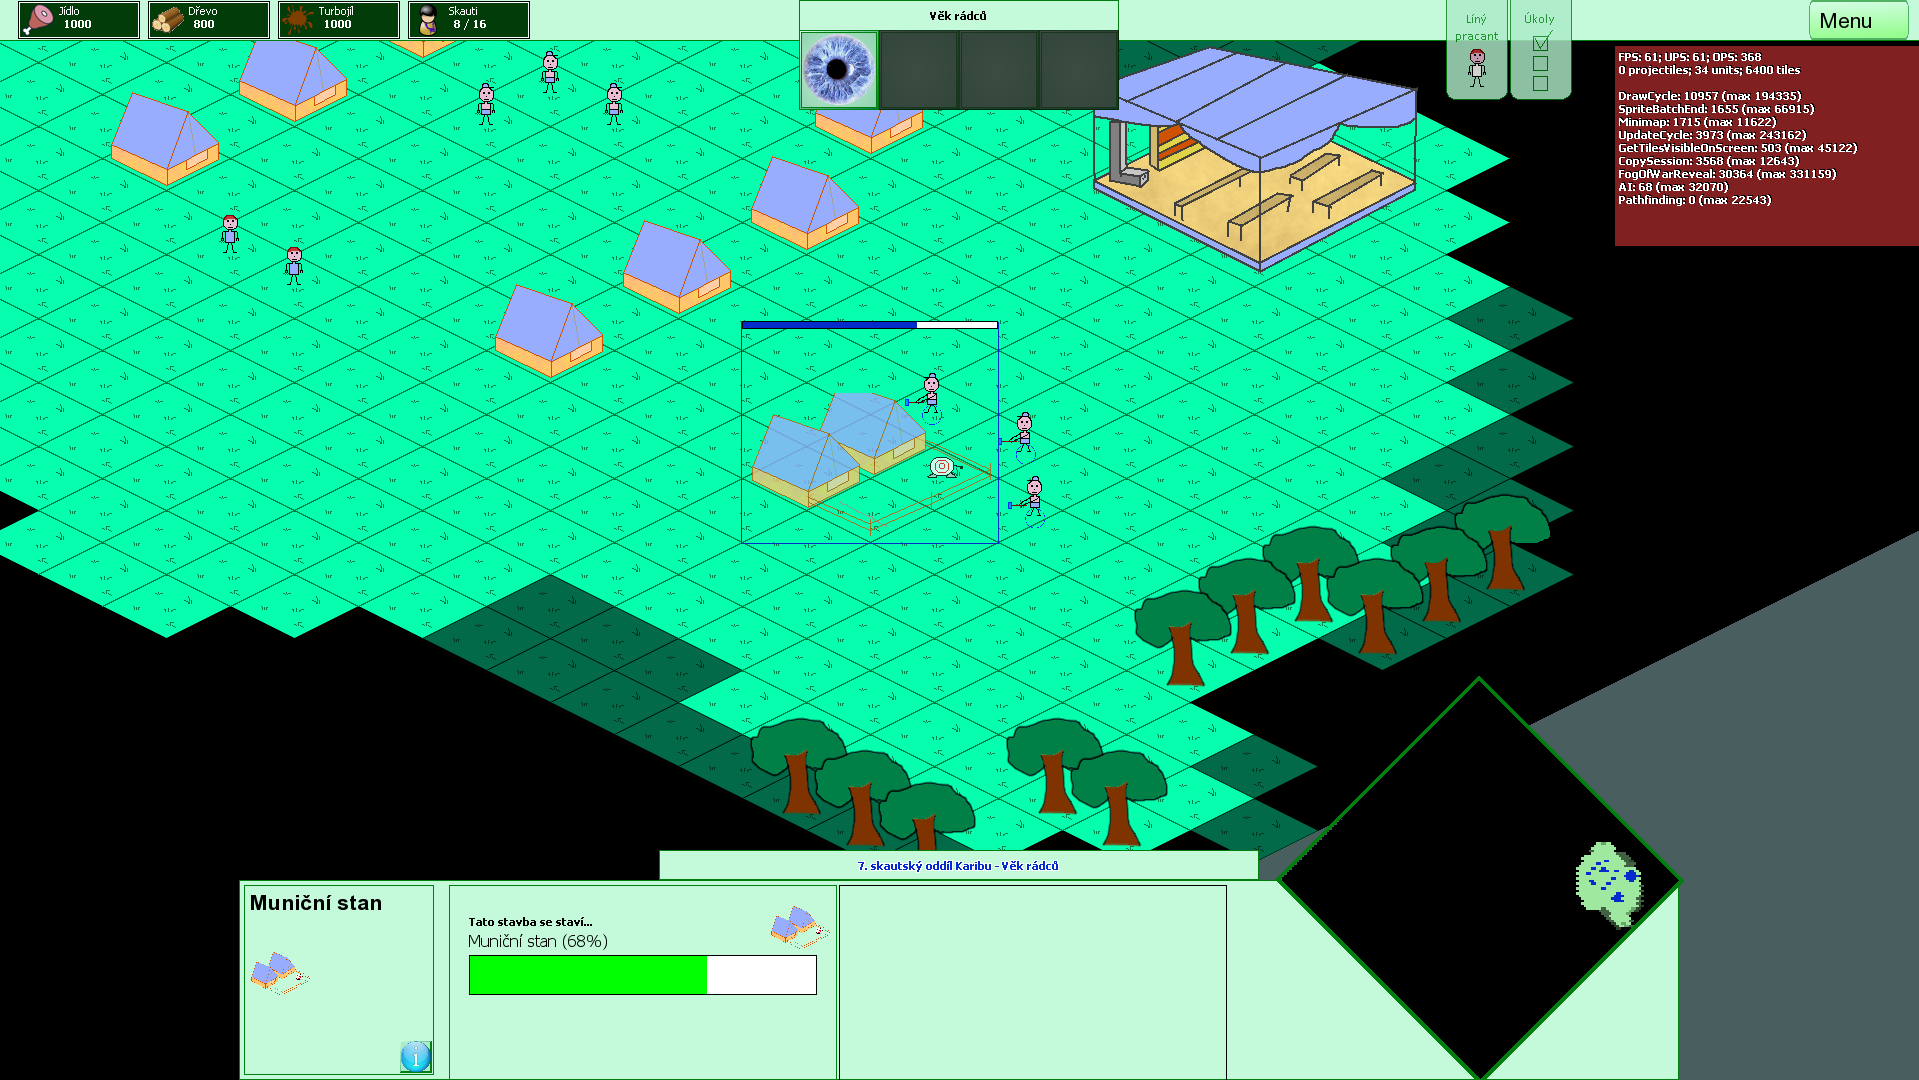 Jídlo
1000
Dřevo
800
Turbojíl
1000
Skauti
8 / 16
Věk rádců
Líný
pracant
Úkoly
Menu
FPS: 61; UPS: 61; OPS: 368
0 projectiles; 34 units; 6400 tiles
DrawCycle: 10957 (max 194335)
SpriteBatchEnd: 1655 (max 66915)
Minimap: 1715 (max 11622)
UpdateCycle: 3973 (max 243162)
GetTilesVisibleOnScreen: 503 (max 45122)
CopySession: 3568 (max 12643)
FogOfWarReveal: 30364 (max 331159)
AI: 68 (max 32070)
Pathfinding: 0 (max 22543)
7. skautský oddíl Karibu - Věk rádců
Muniční stan
Tato stavba se staví...
Muniční stan (68%)